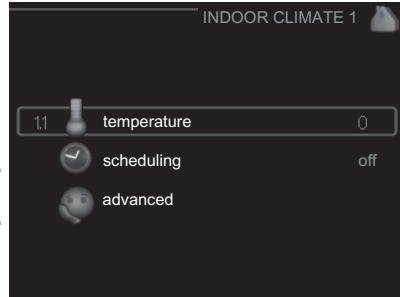 INDOOR CLIMATE 1
1.1 temperature 0
scheduling off
advanced